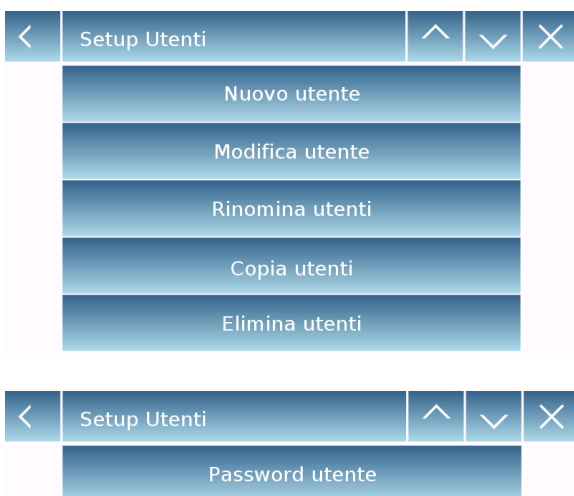 Setup Utenti
Nuovo utente
Modifica utente
Rinomina utenti
Copia utenti
Elimina utenti
Setup Utenti
Password utente